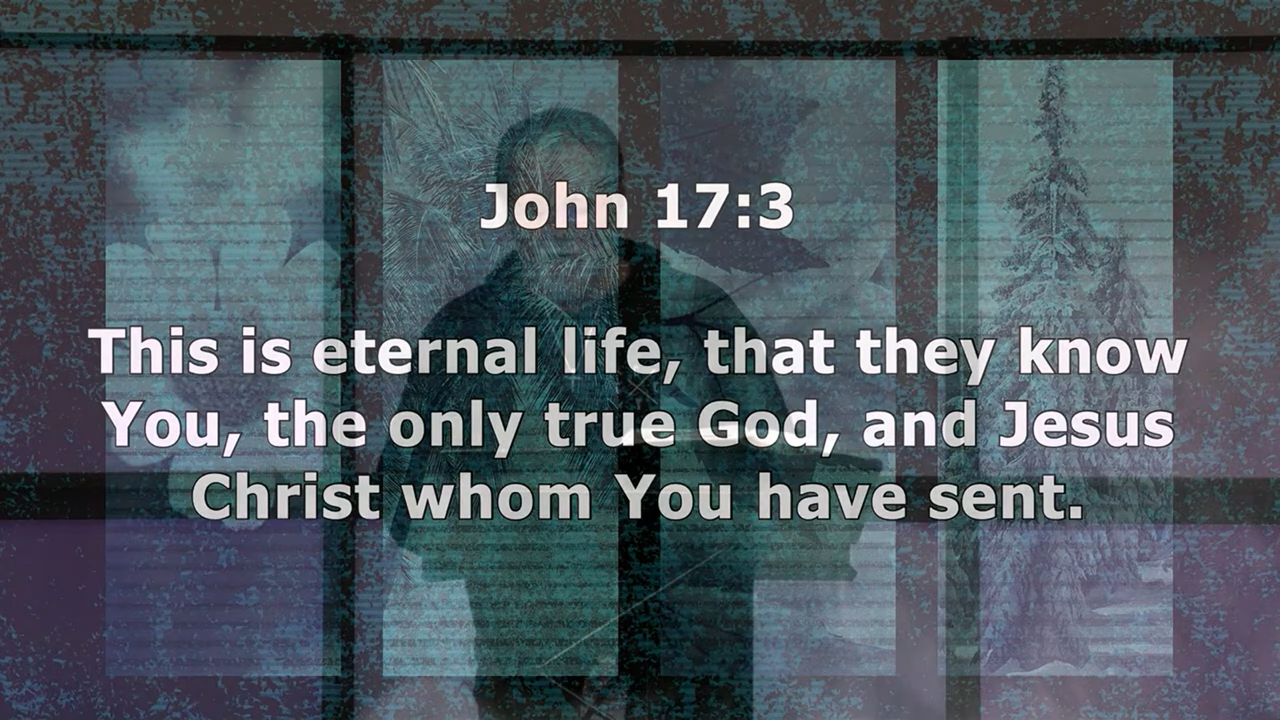 John 17:3
This is eternal life, that they know
You, the only true God, and Jesus
Christ whom You have sent.